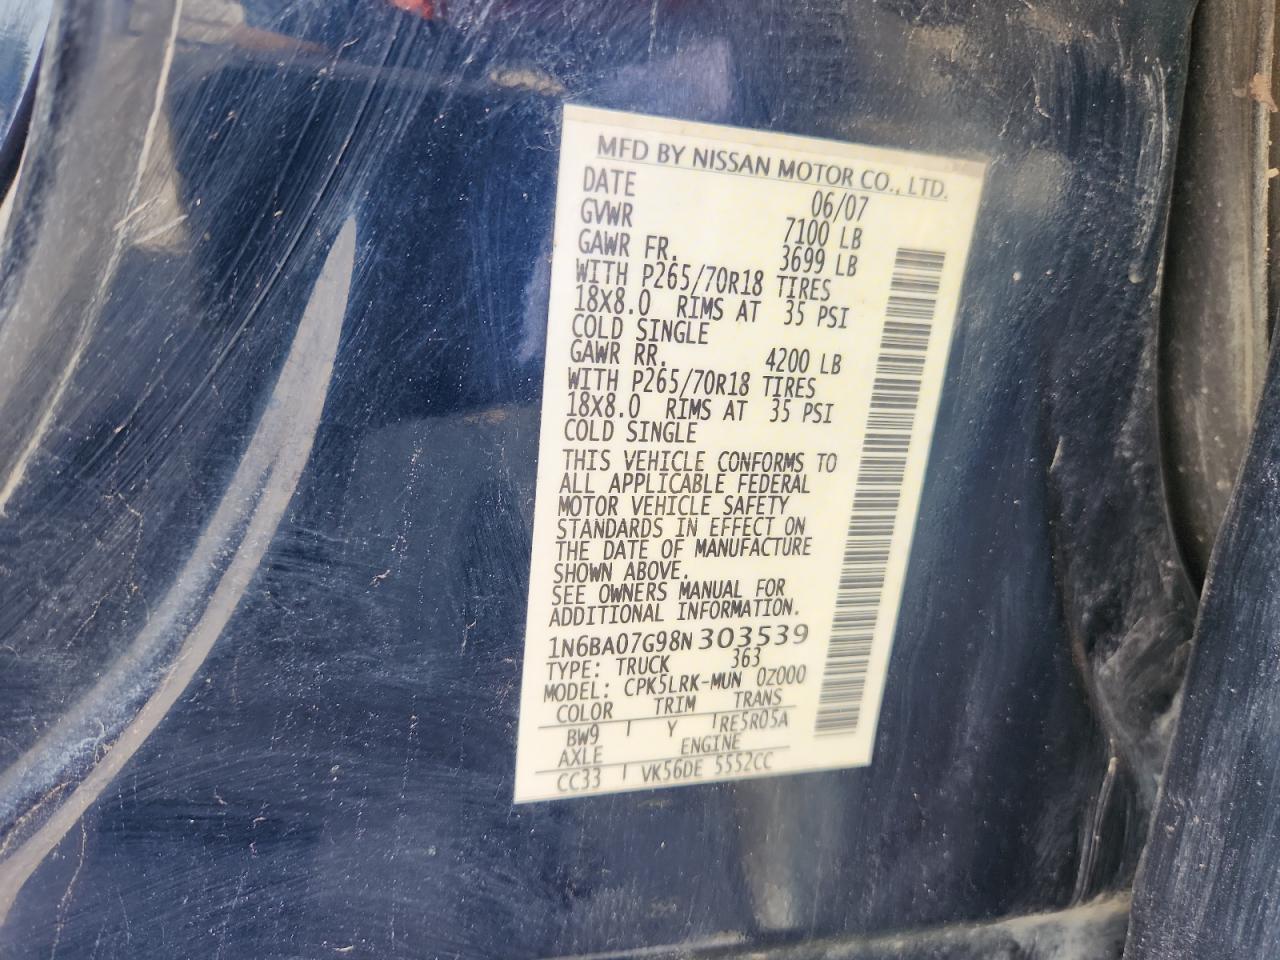 MFD BY NISSAN MOTOR CO., LTD.
DATE 06/07
GVWR 7100 LB
GAWR FR. 3699 LB
WITH P265/70R18 TIRES
18X8.0 RIMS AT 35 PSI
COLD SINGLE
GAWR RR. 4200 LB
WITH P265/70R18 TIRES
18X8.0 RIMS AT 35 PSI
COLD SINGLE
THIS VEHICLE CONFORMS TO
ALL APPLICABLE FEDERAL
MOTOR VEHICLE SAFETY
STANDARDS IN EFFECT ON
THE DATE OF MANUFACTURE
SHOWN ABOVE.
SEE OWNERS MANUAL FOR
ADDITIONAL INFORMATION.
1N6BA07G98N303539
TYPE: TRUCK 363
MODEL: CPK5LRK-MUN 0Z000
COLOR TRIM TRANS
BW9 Y RE5R05A
AXLE ENGINE
CC33 VK56DE 5552CC